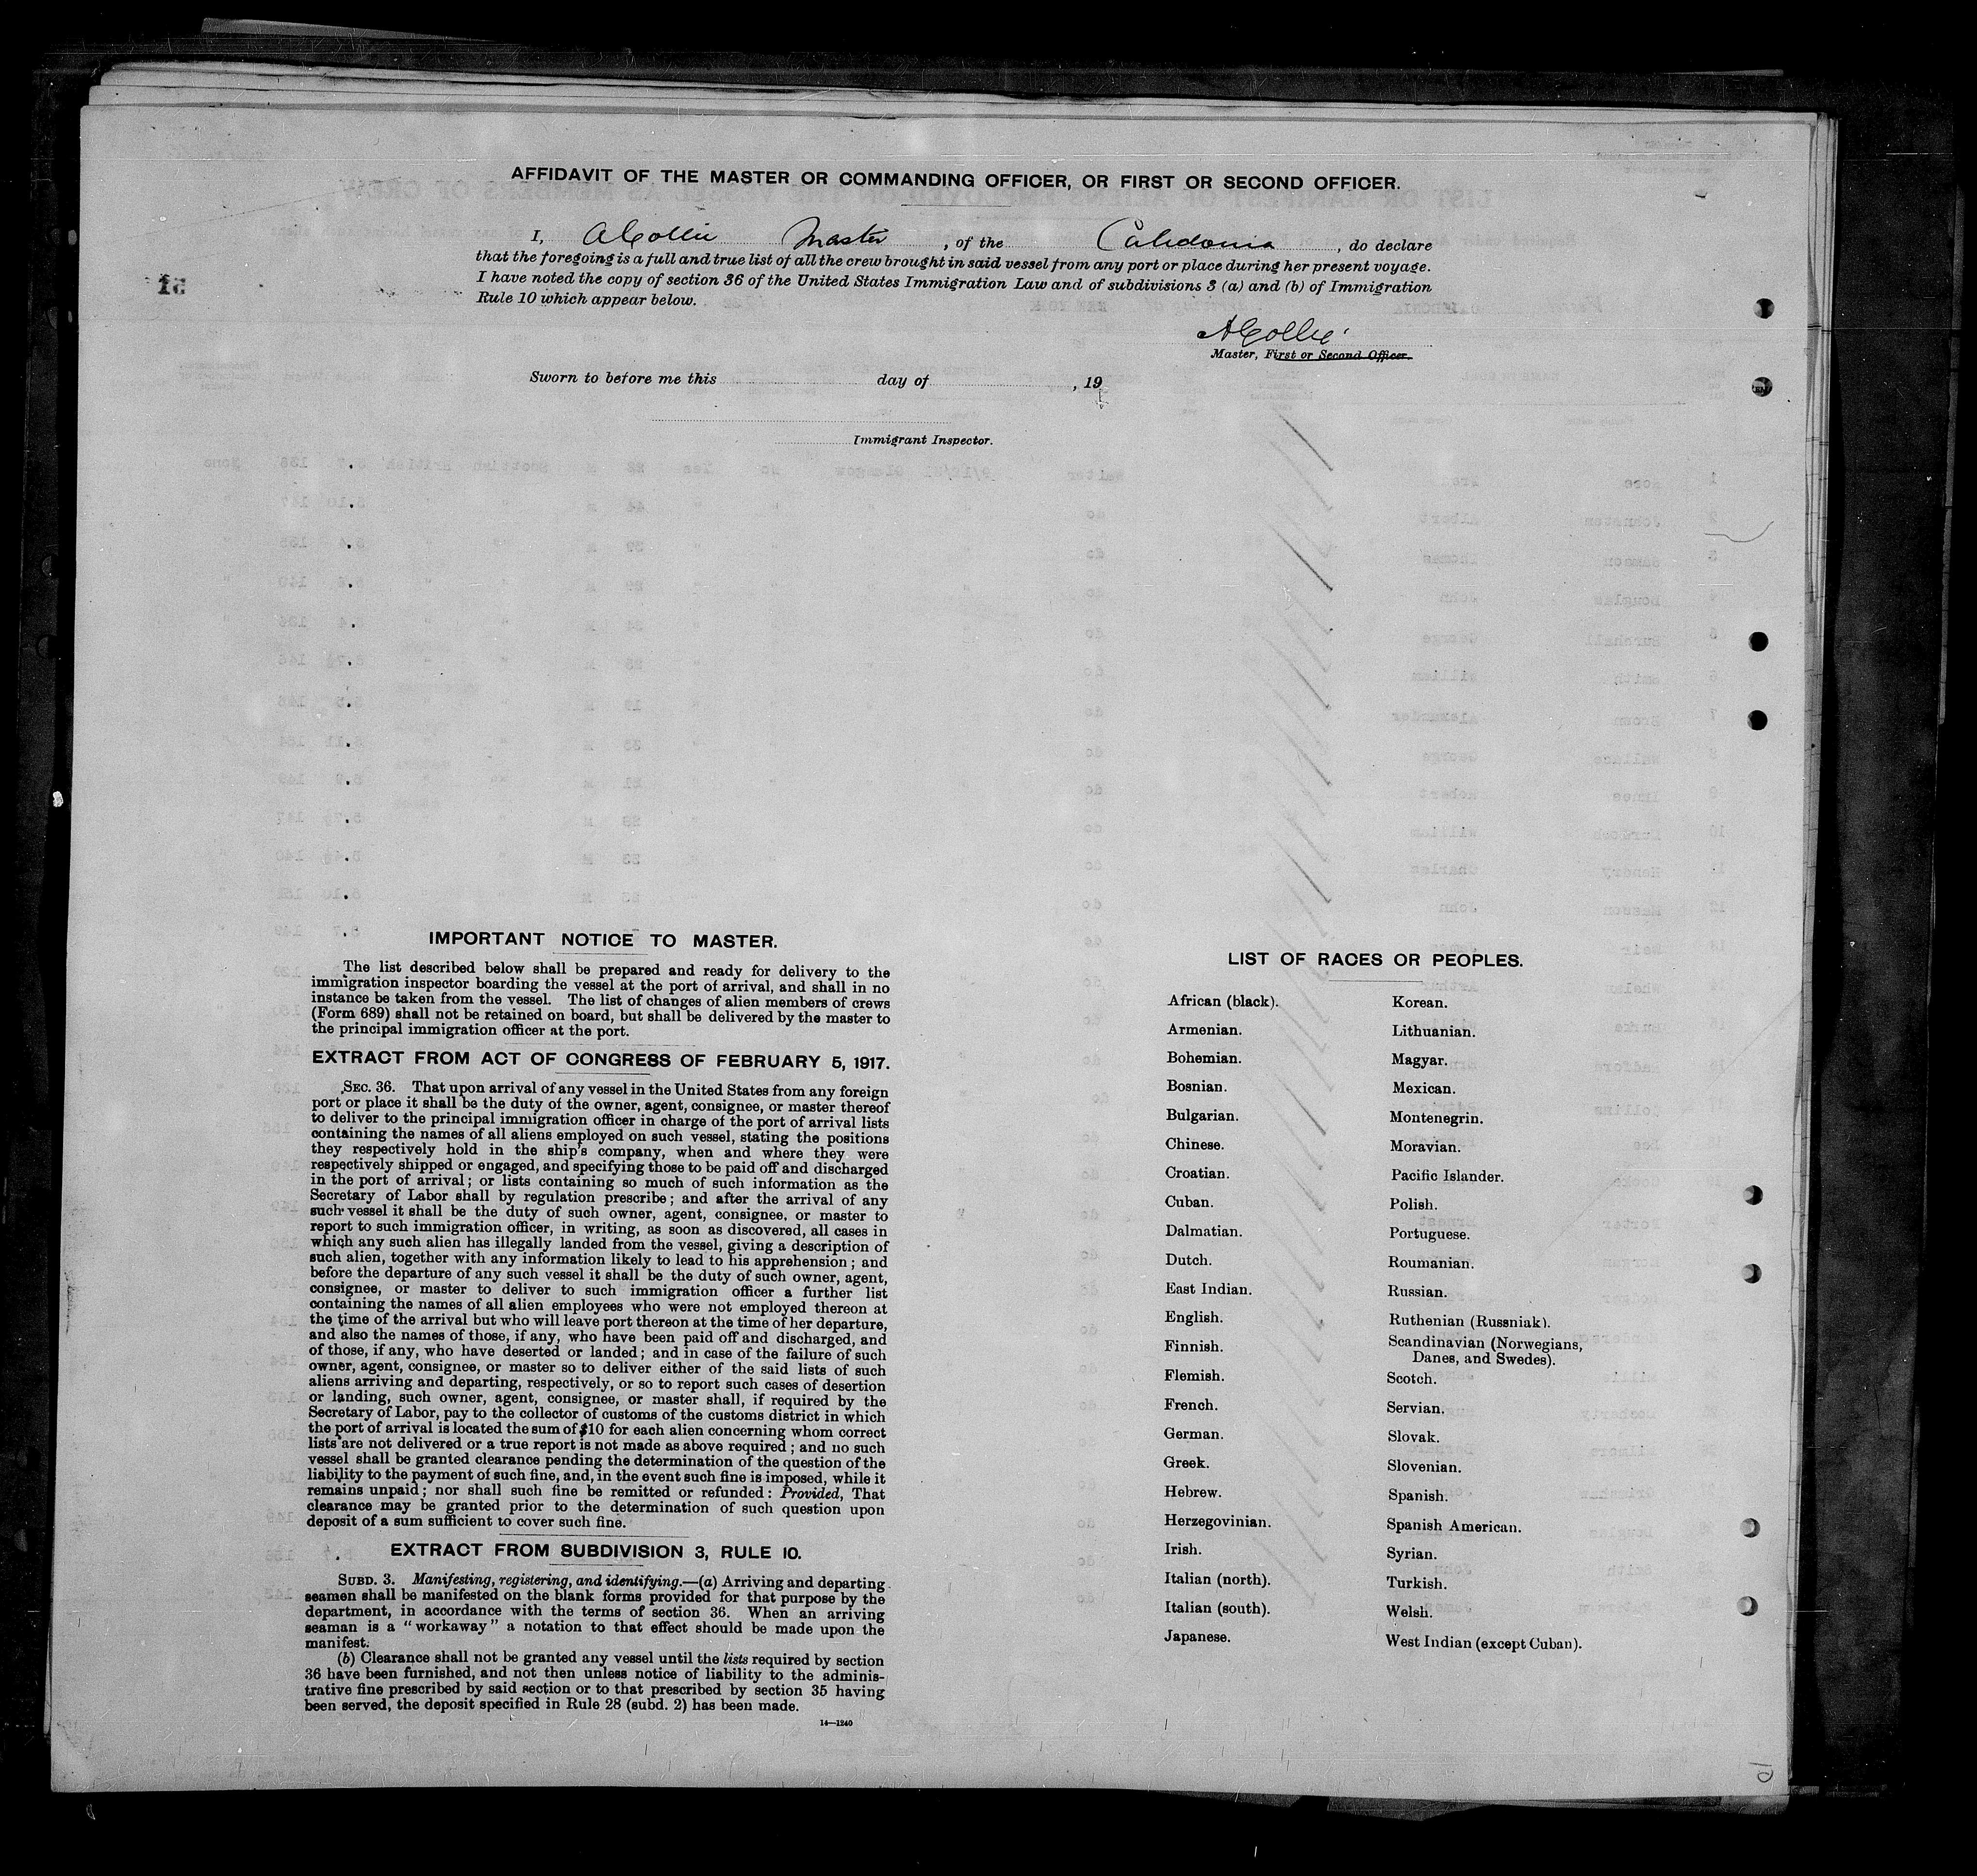 AFFIDAVIT OF THE MASTER OR COMMANDING OFFICER, OR FIRST OR SECOND OFFICER.
I, A Collie Master , of the Caledonia , do declare
that the foregoing is a full and true list of all the crew brought in said vessel from any port or place during her present voyage.
I have noted the copy of section 36 of the United States Immigration Law and of subdivisions 3 (a) and (b) of Immigration
Rule 10 which appear below.
A Collie
Master, First or Second Officer.
Sworn to before me this day of , 19
Immigrant Inspector.
IMPORTANT NOTICE TO MASTER.
The list described below shall be prepared and ready for delivery to the
immigration inspector boarding the vessel at the port of arrival, and shall in no
instance be taken from the vessel. The list of changes of alien members of crews
(Form 689) shall not be retained on board, but shall be delivered by the master to
the principal immigration officer at the port.
EXTRACT FROM ACT OF CONGRESS OF FEBRUARY 5, 1917.
SEC. 36. That upon arrival of any vessel in the United States from any foreign
port or place it shall be the duty of the owner, agent, consignee, or master thereof
to deliver to the principal immigration officer in charge of the port of arrival lists
containing the names of all aliens employed on such vessel, stating the positions
they respectively hold in the ship's company, when and where they were
respectively shipped or engaged, and specifying those to be paid off and discharged
in the port of arrival; or lists containing so much of such information as the
Secretary of Labor shall by regulation prescribe; and after the arrival of any
such vessel it shall be the duty of such owner, agent, consignee, or master to
report to such immigration officer, in writing, as soon as discovered, all cases in
which any such alien has illegally landed from the vessel, giving a description of
such alien, together with any information likely to lead to his apprehension; and
before the departure of any such vessel it shall be the duty of such owner, agent,
consignee, or master to deliver to such immigration officer a further list
containing the names of all alien employees who were not employed thereon at
the time of the arrival but who will leave port thereon at the time of her departure,
and also the names of those, if any, who have been paid off and discharged, and
of those, if any, who have deserted or landed; and in case of the failure of such
owner, agent, consignee, or master so to deliver either of the said lists of such
aliens arriving and departing, respectively, or so to report such cases of desertion
or landing, such owner, agent, consignee, or master shall, if required by the
Secretary of Labor, pay to the collector of customs of the customs district in which
the port of arrival is located the sum of $10 for each alien concerning whom correct
lists are not delivered or a true report is not made as above required; and no such
vessel shall be granted clearance pending the determination of the question of the
liability to the payment of such fine, and, in the event such fine is imposed, while it
remains unpaid; nor shall such fine be remitted or refunded: Provided, That
clearance may be granted prior to the determination of such question upon
deposit of a sum sufficient to cover such fine.
EXTRACT FROM SUBDIVISION 3, RULE 10.
SUBD. 3. Manifesting, registering, and identifying.—(a) Arriving and departing
seamen shall be manifested on the blank forms provided for that purpose by the
department, in accordance with the terms of section 36. When an arriving
seaman is a "workaway" a notation to that effect should be made upon the
manifest.
(b) Clearance shall not be granted any vessel until the lists required by section
36 have been furnished, and not then unless notice of liability to the adminis-
trative fine prescribed by said section or to that prescribed by section 35 having
been served, the deposit specified in Rule 28 (subd. 2) has been made.
14—1240
LIST OF RACES OR PEOPLES.
African (black).
Armenian.
Bohemian.
Bosnian.
Bulgarian.
Chinese.
Croatian.
Cuban.
Dalmatian.
Dutch.
East Indian.
English.
Finnish.
Flemish.
French.
German.
Greek.
Hebrew.
Herzegovinian.
Irish.
Italian (north).
Italian (south).
Japanese.
Korean.
Lithuanian.
Magyar.
Mexican.
Montenegrin.
Moravian.
Pacific Islander.
Polish.
Portuguese.
Roumanian.
Russian.
Ruthenian (Russniak).
Scandinavian (Norwegians,
Danes, and Swedes).
Scotch.
Servian.
Slovak.
Slovenian.
Spanish.
Spanish American.
Syrian.
Turkish.
Welsh.
West Indian (except Cuban).